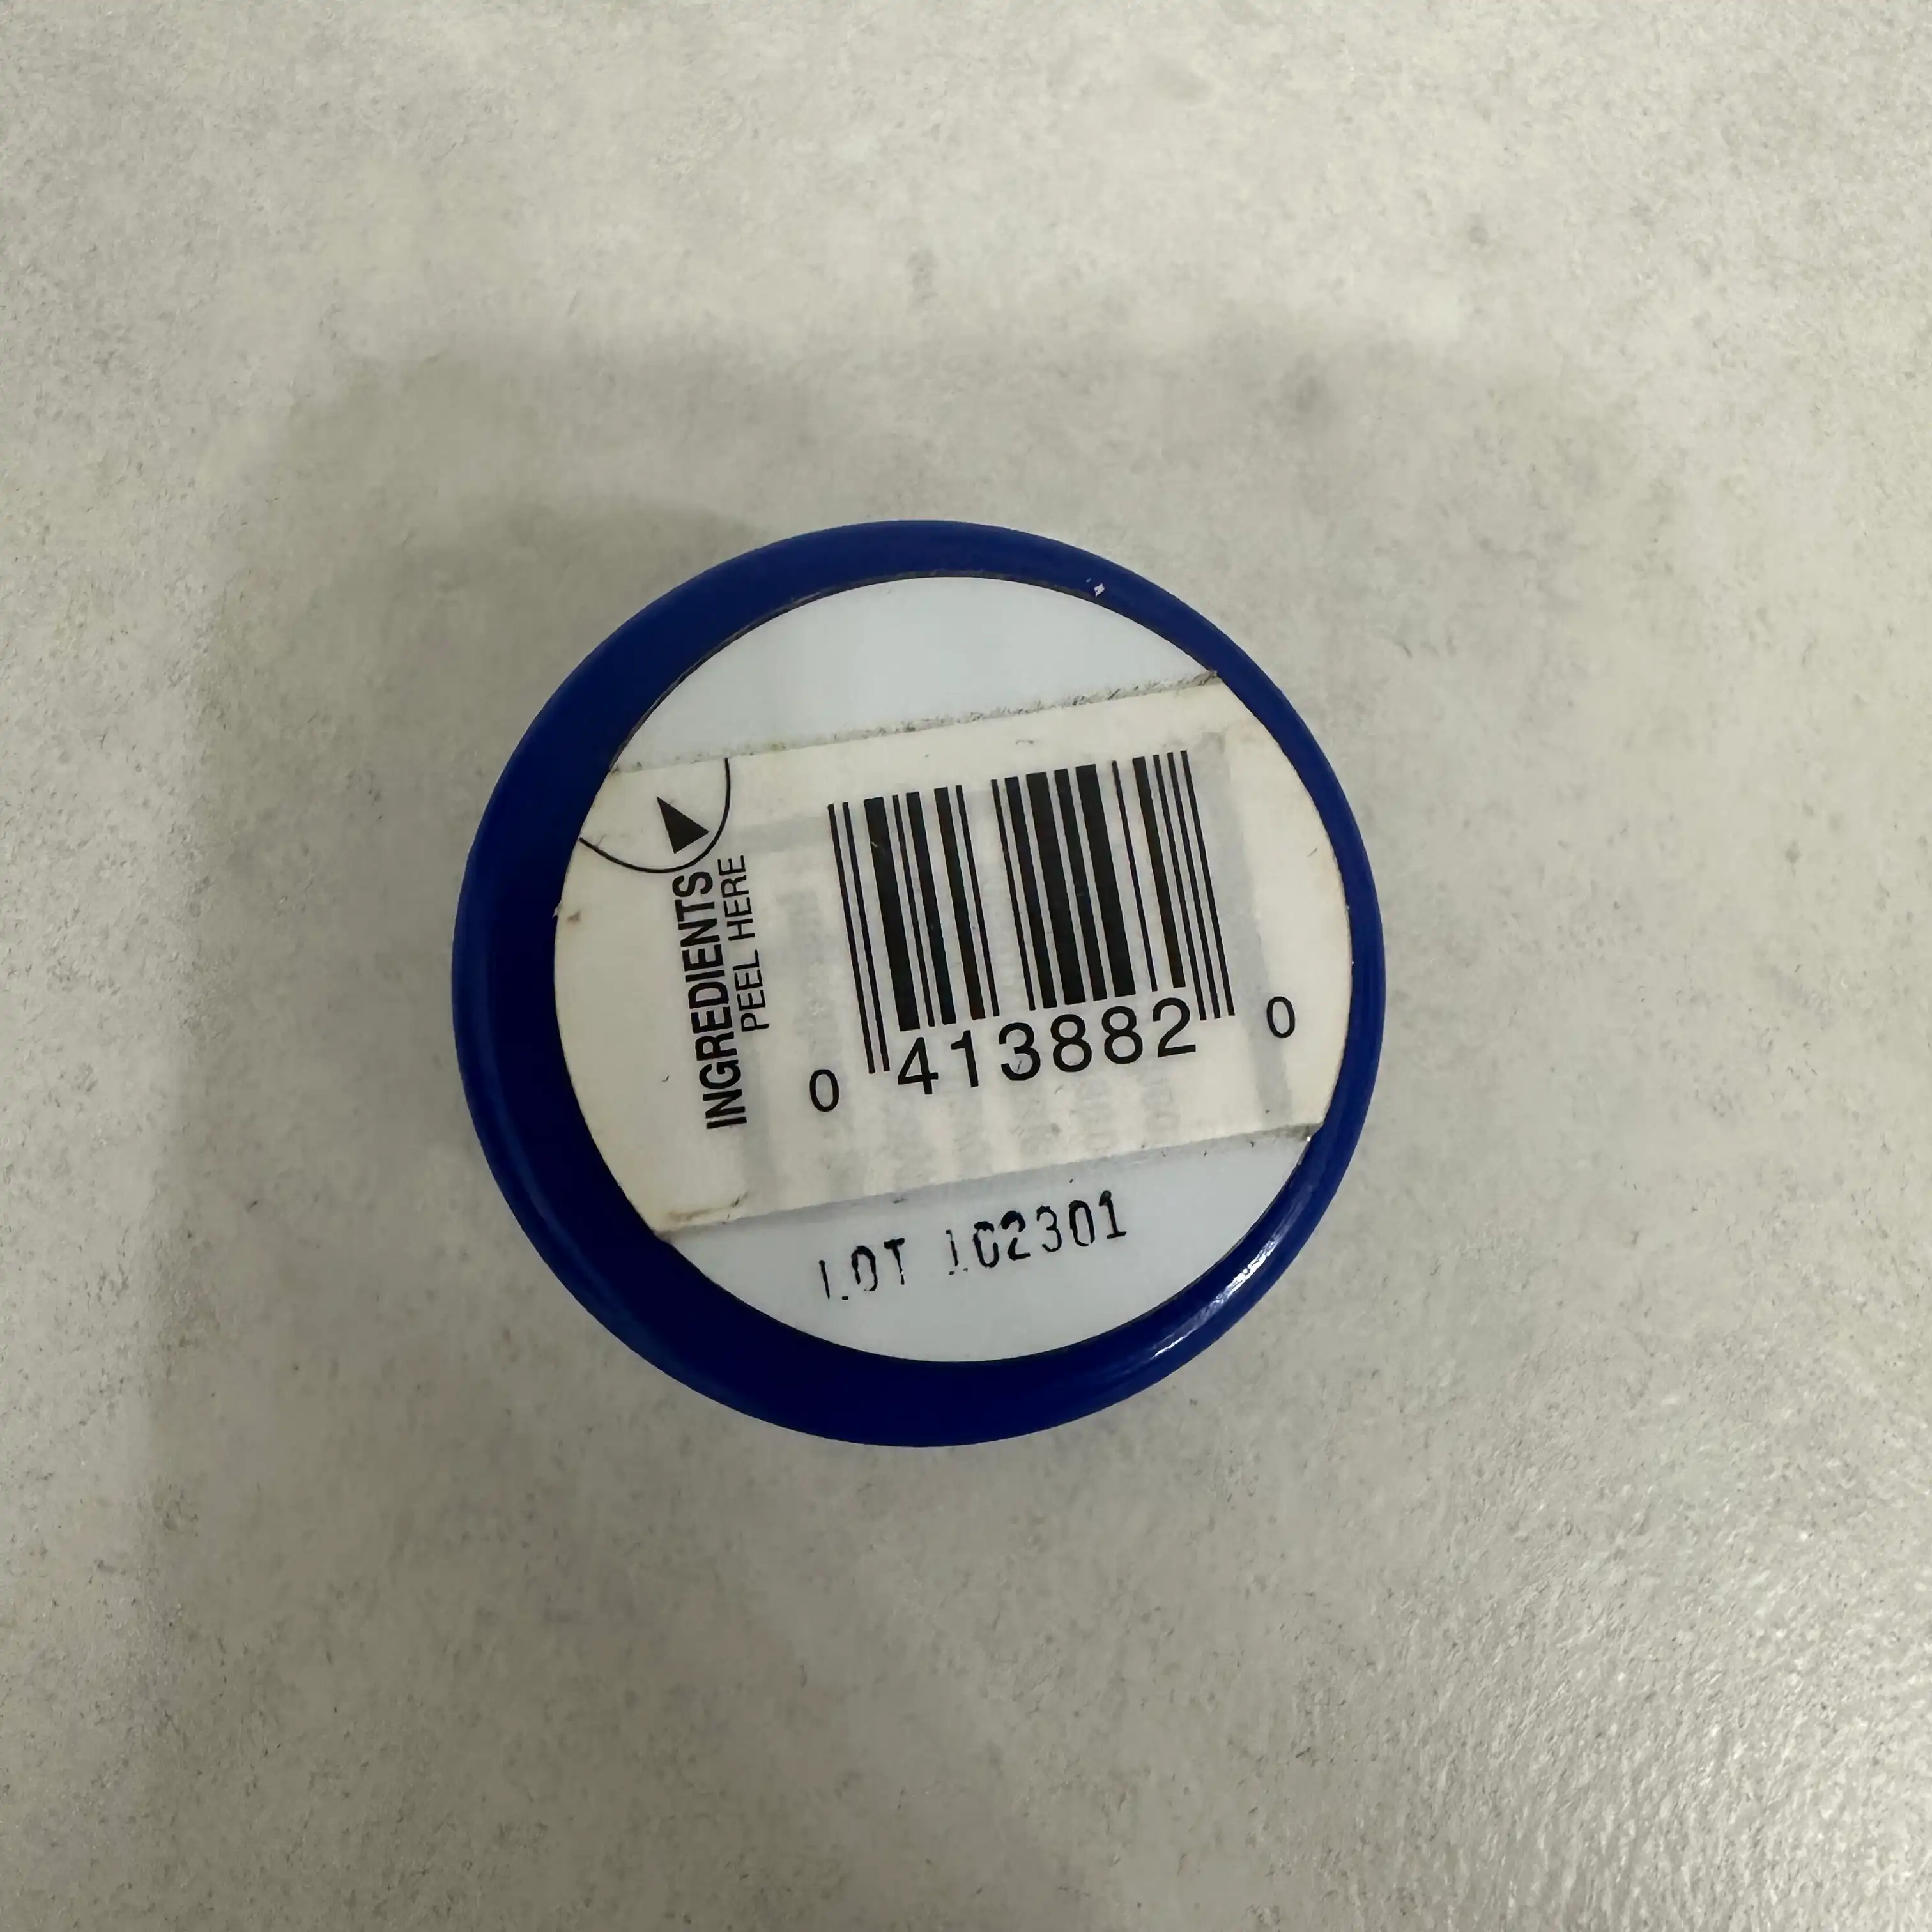 INGREDIENTS
PEEL HERE
0 413882 0
LOT 102301